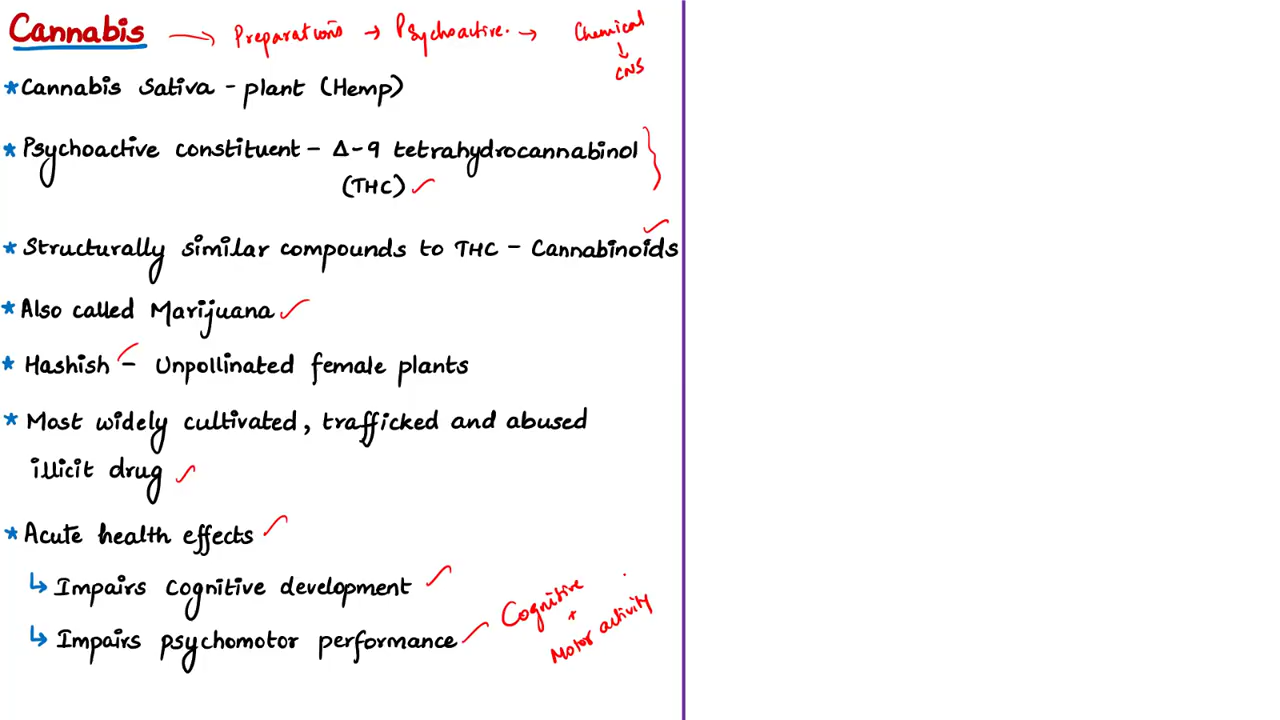 Cannabis → Preparations → Psychoactive. → Chemical
↓
CNS
* Cannabis Sativa - plant (Hemp)
* Psychoactive constituent - Δ-9 tetrahydrocannabinol
(THC) ✓
* Structurally similar compounds to THC - Cannabinoids ✓
* Also called Marijuana ✓
* Hashish - Unpollinated female plants
* Most widely cultivated, trafficked and abused
illicit drug ✓
* Acute health effects ✓
↳ Impairs cognitive development ✓
↳ Impairs psychomotor performance
Cognitive
+
Motor activity